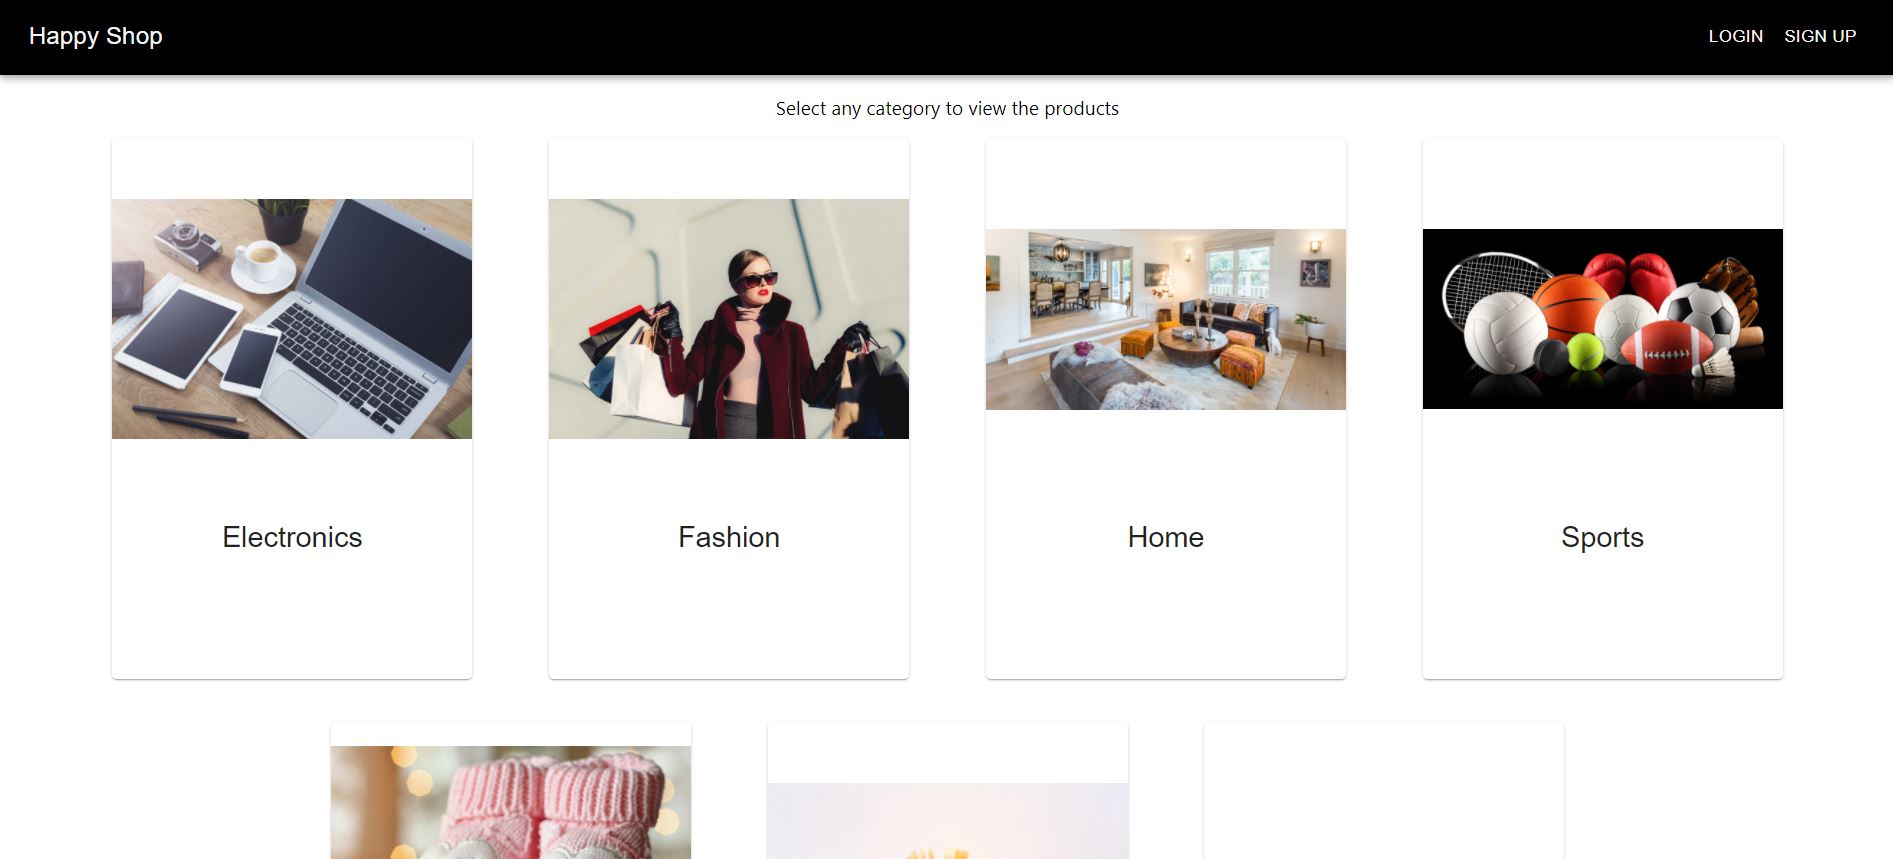 Happy Shop
LOGIN SIGN UP
Select any category to view the products
Electronics
Fashion
Home
Sports